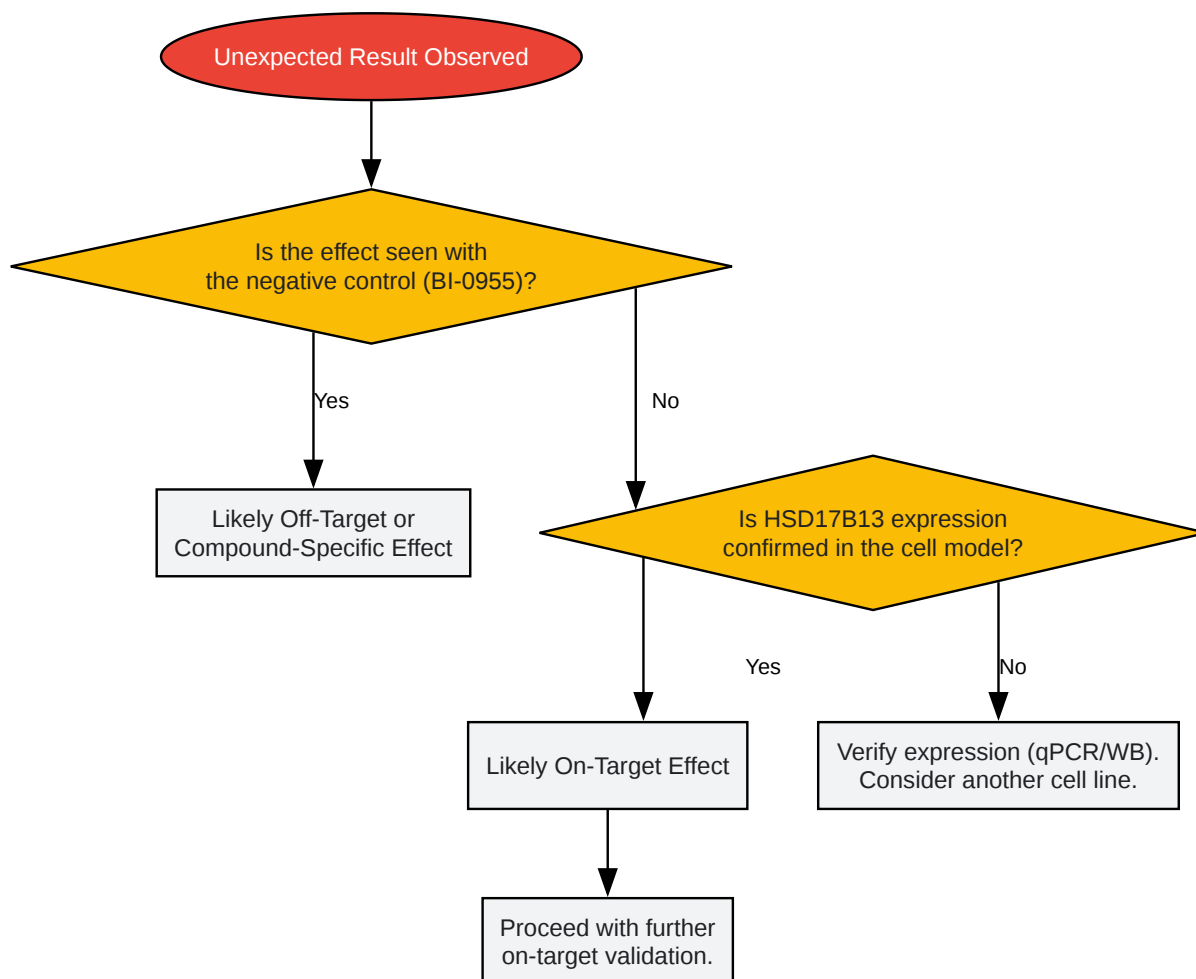 Unexpected Result Observed
Is the effect seen with
the negative control (BI-0955)?
Yes
No
Likely Off-Target or
Compound-Specific Effect
Is HSD17B13 expression
confirmed in the cell model?
Yes
No
Likely On-Target Effect
Verify expression (qPCR/WB).
Consider another cell line.
Proceed with further
on-target validation.